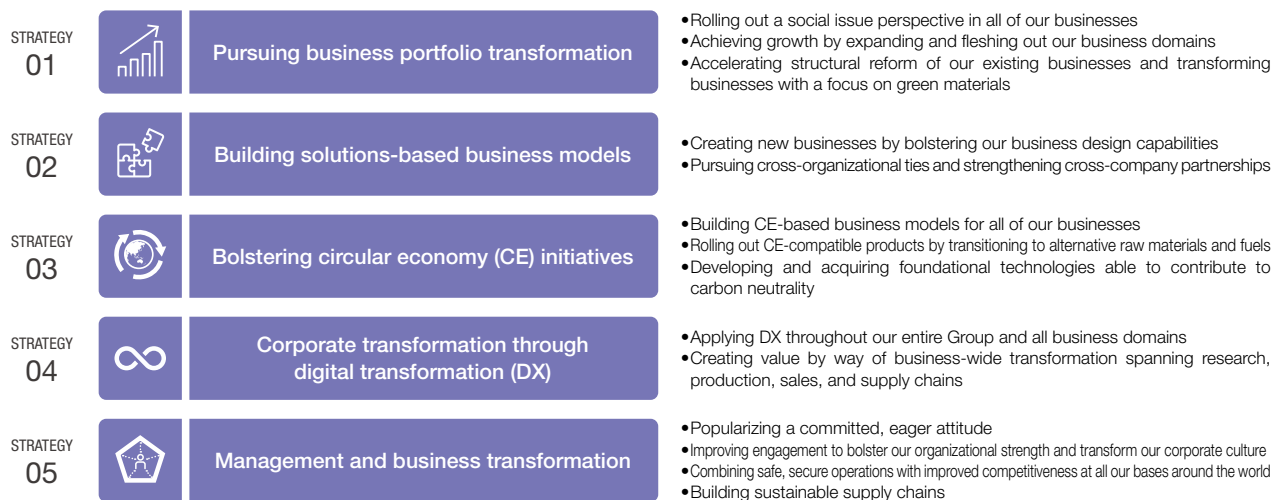 STRATEGY
01
Pursuing business portfolio transformation
•Rolling out a social issue perspective in all of our businesses
•Achieving growth by expanding and fleshing out our business domains
•Accelerating structural reform of our existing businesses and transforming
businesses with a focus on green materials
STRATEGY
02
Building solutions-based business models
•Creating new businesses by bolstering our business design capabilities
•Pursuing cross-organizational ties and strengthening cross-company partnerships
STRATEGY
03
Bolstering circular economy (CE) initiatives
•Building CE-based business models for all of our businesses
•Rolling out CE-compatible products by transitioning to alternative raw materials and fuels
•Developing and acquiring foundational technologies able to contribute to
carbon neutrality
STRATEGY
04
Corporate transformation through
digital transformation (DX)
•Applying DX throughout our entire Group and all business domains
•Creating value by way of business-wide transformation spanning research,
production, sales, and supply chains
STRATEGY
05
Management and business transformation
•Popularizing a committed, eager attitude
•Improving engagement to bolster our organizational strength and transform our corporate culture
•Combining safe, secure operations with improved competitiveness at all our bases around the world
•Building sustainable supply chains